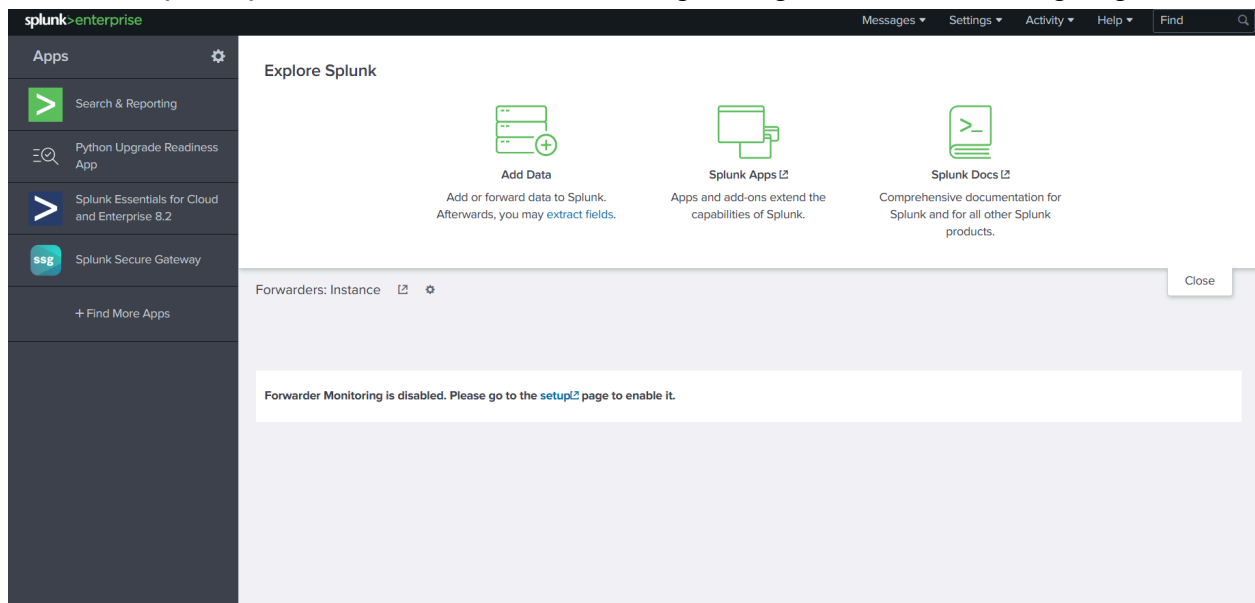 splunk>enterprise
Messages Settings Activity Help Find
Apps
Search & Reporting
Python Upgrade Readiness
App
Splunk Essentials for Cloud
and Enterprise 8.2
ssg
Splunk Secure Gateway
+ Find More Apps
Explore Splunk
Add Data
Add or forward data to Splunk.
Afterwards, you may extract fields.
Splunk Apps
Apps and add-ons extend the
capabilities of Splunk.
Splunk Docs
Comprehensive documentation for
Splunk and for all other Splunk
products.
Close
Forwarders: Instance
Forwarder Monitoring is disabled. Please go to the setup page to enable it.